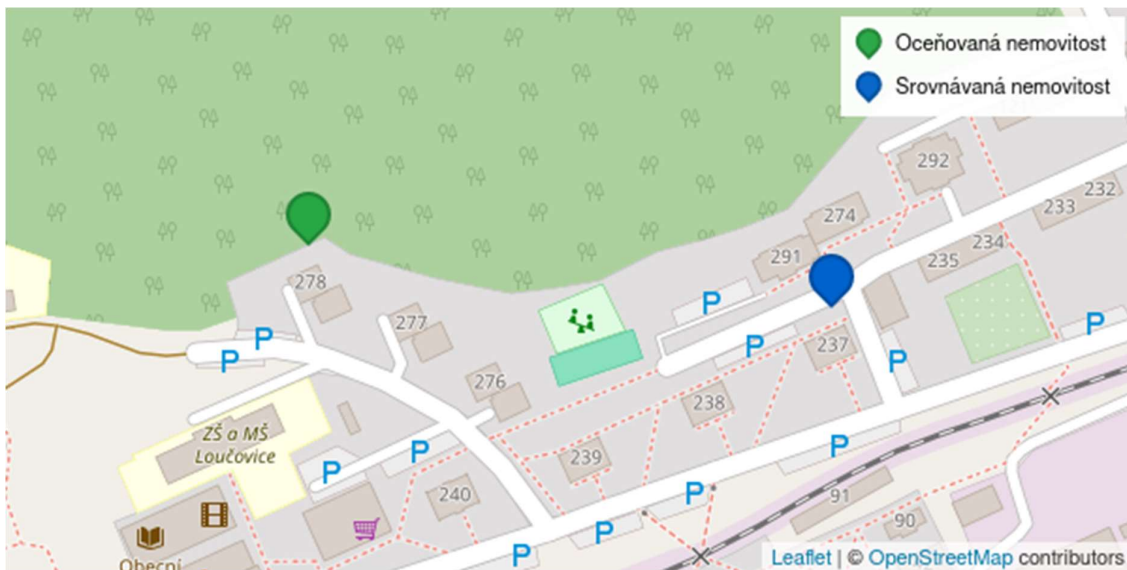 Oceňovaná nemovitost
Srovnávaná nemovitost
292
274
232
233
234
291
235
278
P
277
P
P
P
P
237
P
276
238
ZŠ a MŠ
Loučovice
P
P
239
P
240
P
91
90
P
P
Obecní
Leaflet | © OpenStreetMap contributors